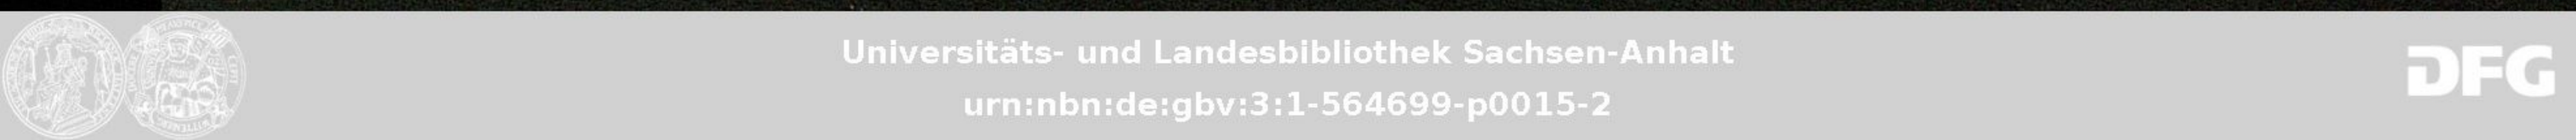 Universitäts- und Landesbibliothek Sachsen-Anhalt
urn:nbn:de:gbv:3:1-564699-p0015-2
DFG